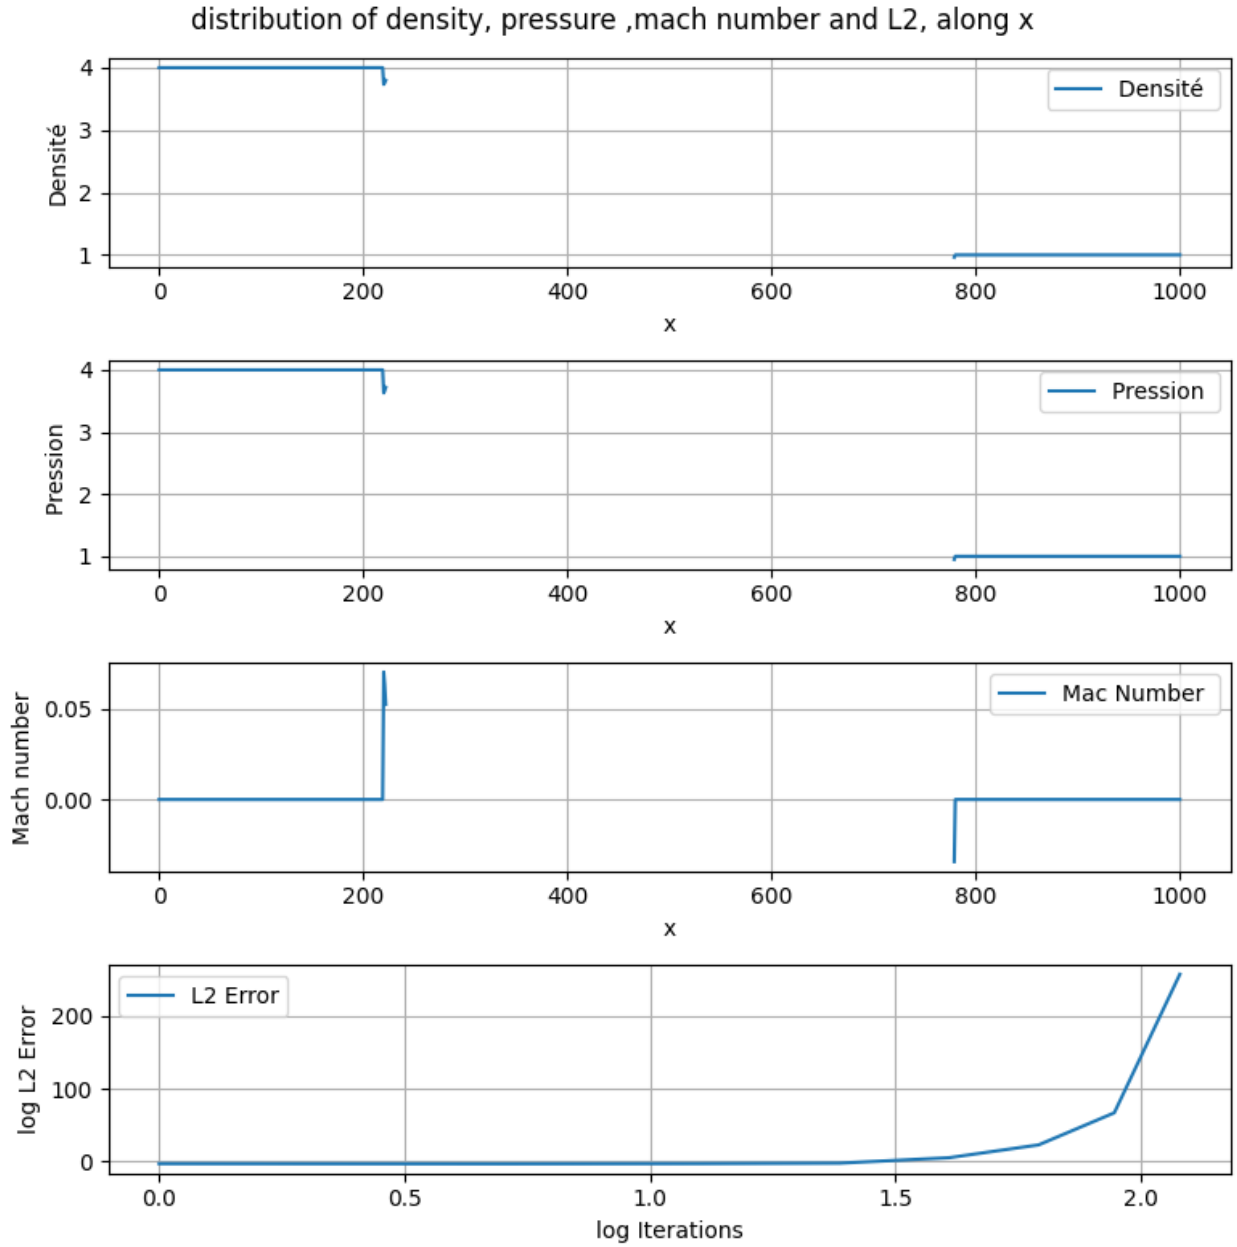 distribution of density, pressure ,mach number and L2, along x
4
3
2
1
Densité
Densité
0 200 400 600 800 1000
x
4
3
2
1
Pression
Pression
0 200 400 600 800 1000
x
0.05
0.00
Mach number
Mac Number
0 200 400 600 800 1000
x
200
100
0
log L2 Error
L2 Error
0.0 0.5 1.0 1.5 2.0
log Iterations